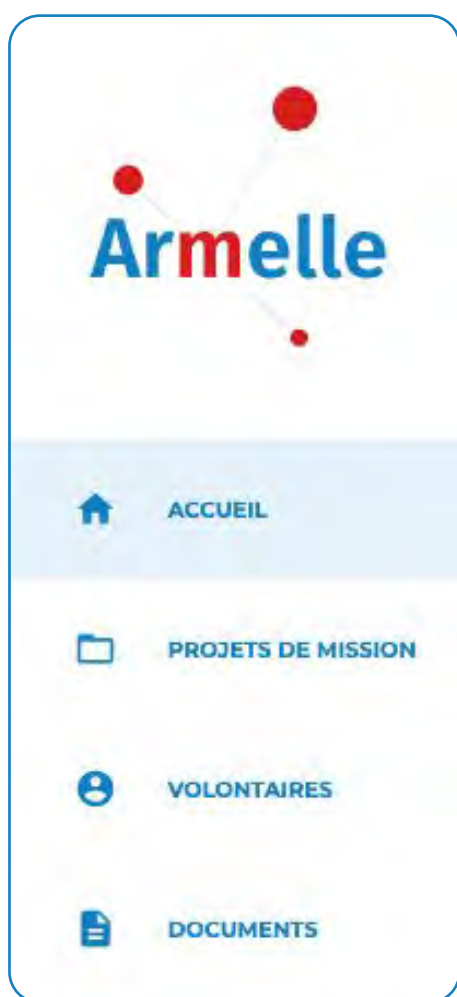 Armelle
ACCUEIL
PROJETS DE MISSION
VOLONTAIRES
DOCUMENTS